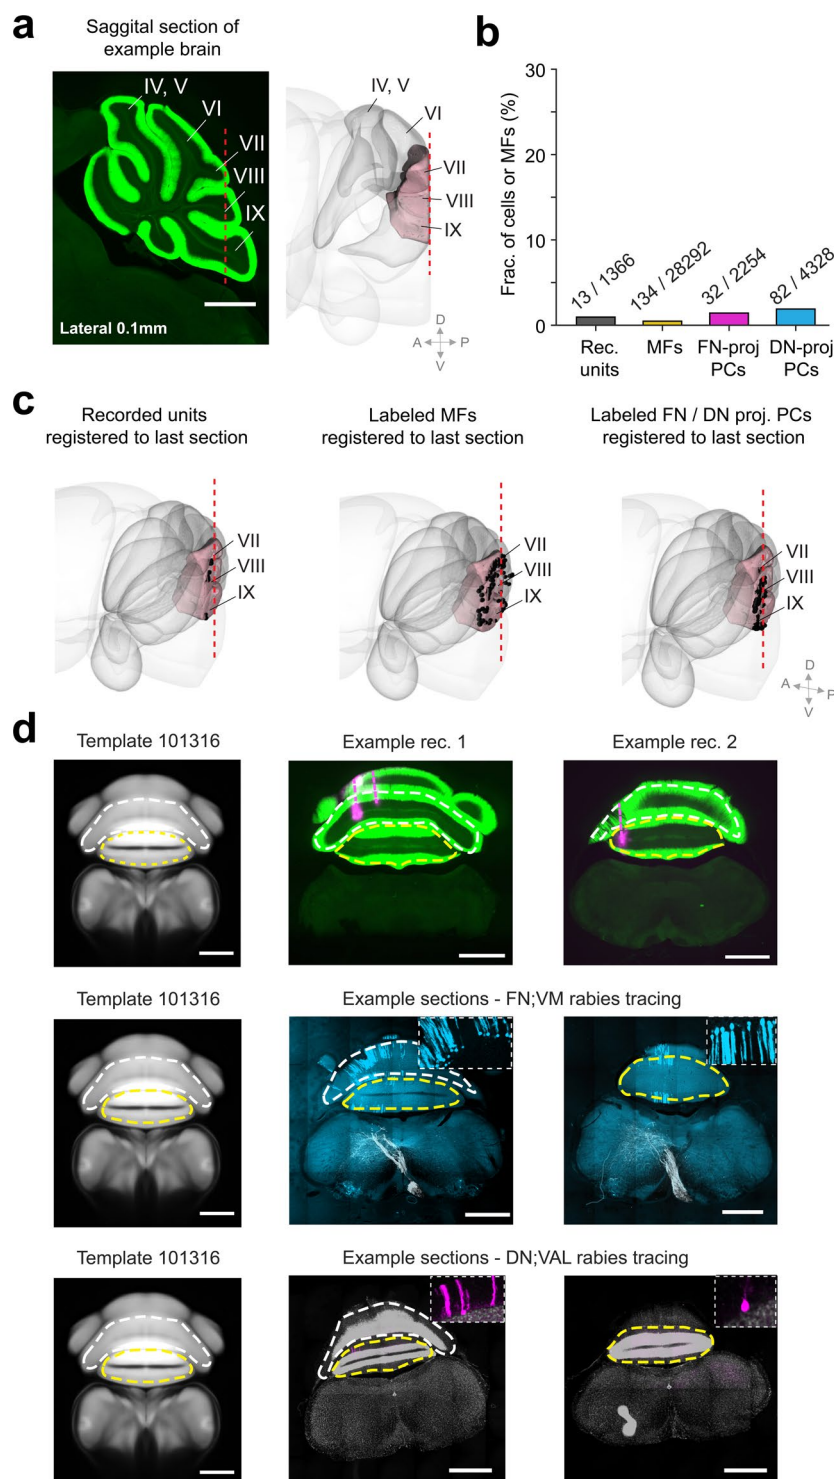 a
Saggital section of
example brain
IV, V
VI
VII
VIII
IX
Lateral 0.1mm
IV, V
VI
VII
VIII
IX
D
A
P
V
b
Frac. of cells or MFs (%)
30
20
10
0
13 / 1366
134 / 28292
32 / 2254
82 / 4328
Rec.
units
MFs
FN-proj
PCs
DN-proj
PCs
c
Recorded units
registered to last section
VII
VIII
IX
Labeled MFs
registered to last section
VII
VIII
IX
Labeled FN / DN proj. PCs
registered to last section
VII
VIII
IX
D
A
P
V
d
Template 101316
Example rec. 1
Example rec. 2
Template 101316
Example sections - FN;VM rabies tracing
Template 101316
Example sections - DN;VAL rabies tracing